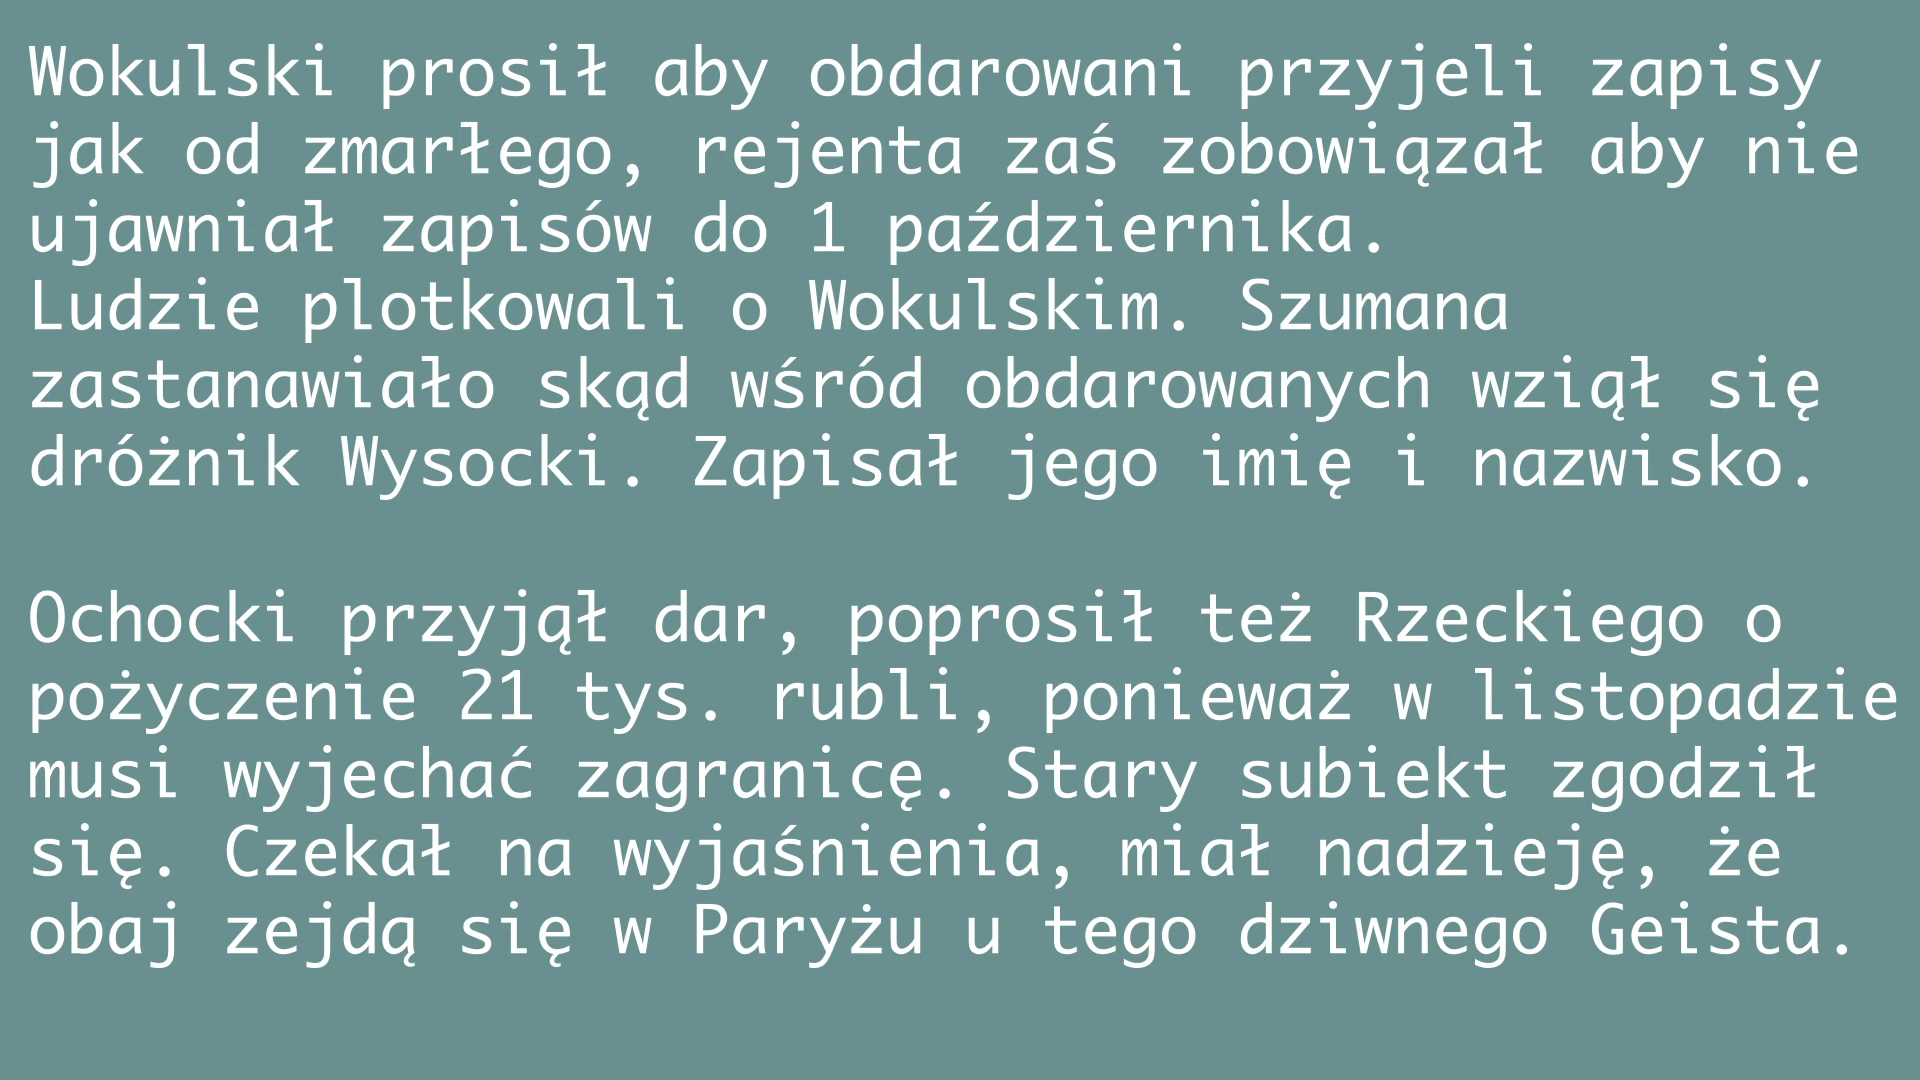 Wokulski prosił aby obdarowani przyjeli zapisy
jak od zmarłego, rejenta zaś zobowiązał aby nie
ujawniał zapisów do 1 października.
Ludzie plotkowali o Wokulskim. Szumana
zastanawiało skąd wśród obdarowanych wziął się
dróżnik Wysocki. Zapisał jego imię i nazwisko.
Ochocki przyjął dar, poprosił też Rzeckiego o
pożyczenie 21 tys. rubli, ponieważ w listopadzie
musi wyjechać zagranicę. Stary subiekt zgodził
się. Czekał na wyjaśnienia, miał nadzieję, że
obaj zejdą się w Paryżu u tego dziwnego Geista.